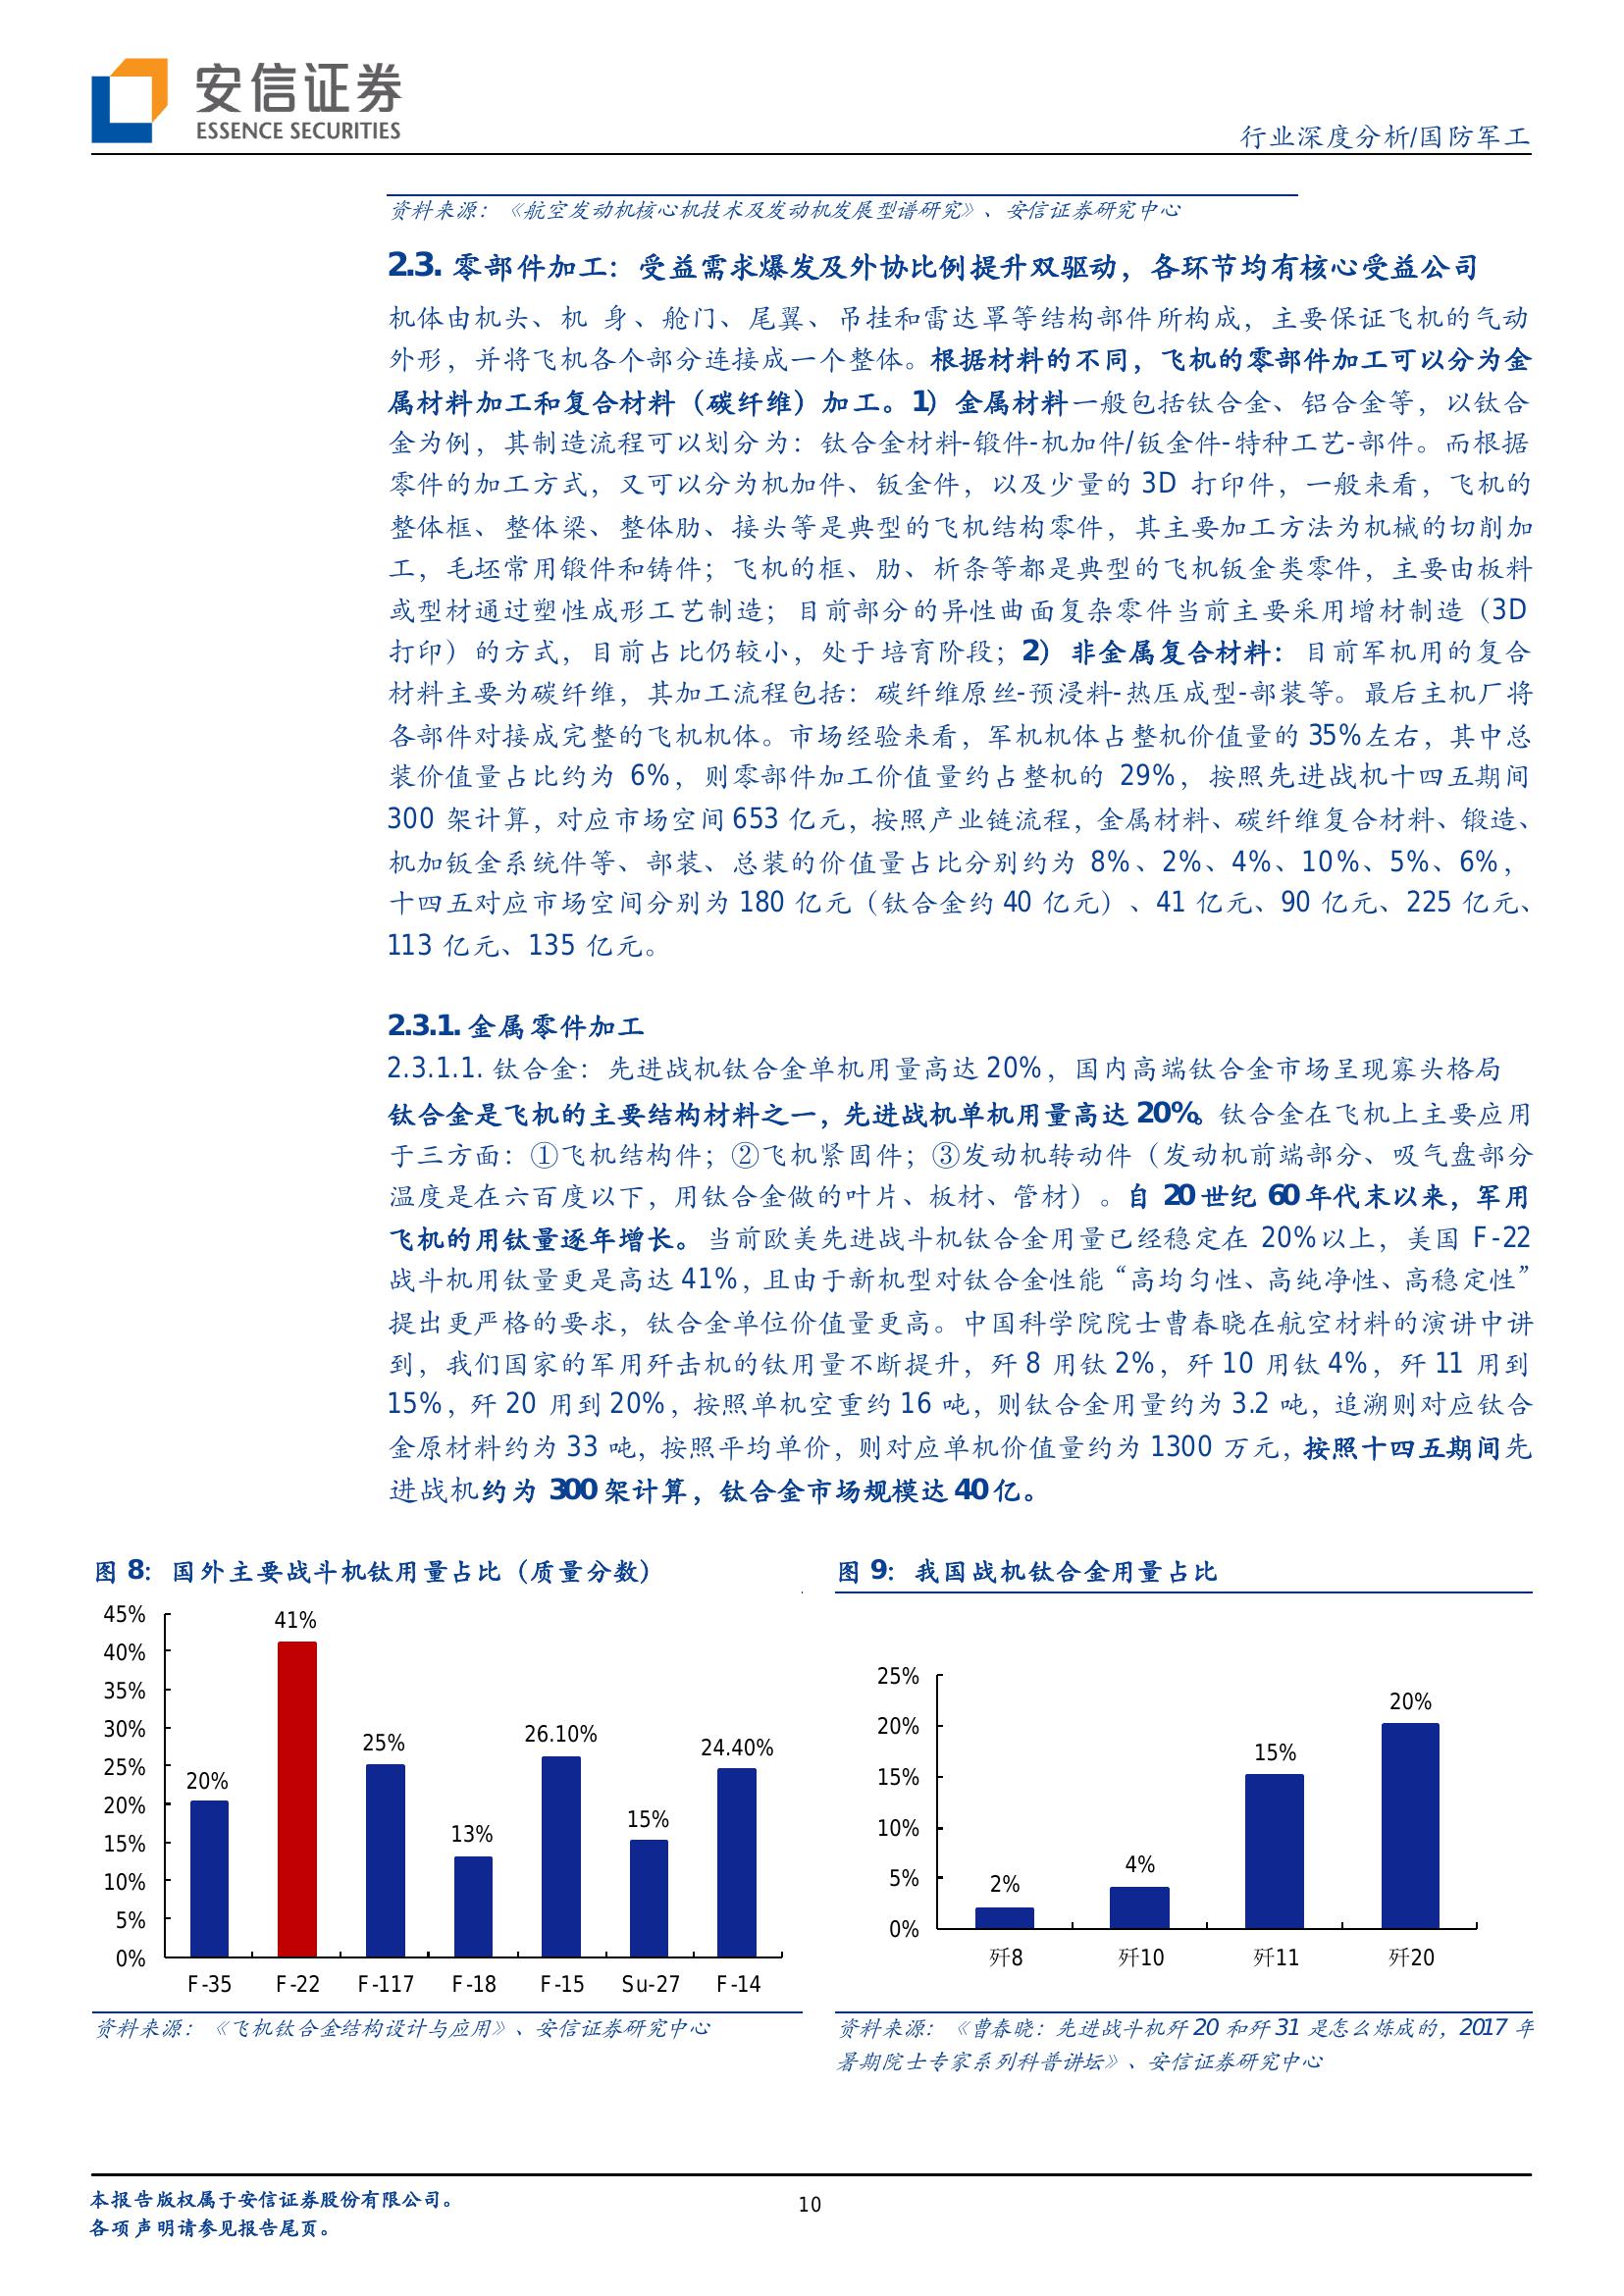 安信证券
ESSENCE SECURITIES
行业深度分析/国防军工
资料来源：《航空发动机核心机技术及发动机发展型谱研究》、安信证券研究中心
2.3. 零部件加工：受益需求爆发及外协比例提升双驱动，各环节均有核心受益公司
机体由机头、机 身、舱门、尾翼、吊挂和雷达罩等结构部件所构成，主要保证飞机的气动
外形，并将飞机各个部分连接成一个整体。根据材料的不同，飞机的零部件加工可以分为金
属材料加工和复合材料（碳纤维）加工。1）金属材料一般包括钛合金、铝合金等，以钛合
金为例，其制造流程可以划分为：钛合金材料-锻件-机加件/钣金件-特种工艺-部件。而根据
零件的加工方式，又可以分为机加件、钣金件，以及少量的 3D 打印件，一般来看，飞机的
整体框、整体梁、整体肋、接头等是典型的飞机结构零件，其主要加工方法为机械的切削加
工，毛坯常用锻件和铸件；飞机的框、肋、析条等都是典型的飞机钣金类零件，主要由板料
或型材通过塑性成形工艺制造；目前部分的异性曲面复杂零件当前主要采用增材制造（3D
打印）的方式，目前占比仍较小，处于培育阶段；2）非金属复合材料：目前军机用的复合
材料主要为碳纤维，其加工流程包括：碳纤维原丝-预浸料-热压成型-部装等。最后主机厂将
各部件对接成完整的飞机机体。市场经验来看，军机机体占整机价值量的 35%左右，其中总
装价值量占比约为 6%，则零部件加工价值量约占整机的 29%，按照先进战机十四五期间
300 架计算，对应市场空间 653 亿元，按照产业链流程，金属材料、碳纤维复合材料、锻造、
机加钣金系统件等、部装、总装的价值量占比分别约为 8%、2%、4%、10%、5%、6%，
十四五对应市场空间分别为 180 亿元（钛合金约 40 亿元）、41 亿元、90 亿元、225 亿元、
113 亿元、135 亿元。
2.3.1. 金属零件加工
2.3.1.1. 钛合金：先进战机钛合金单机用量高达 20%，国内高端钛合金市场呈现寡头格局
钛合金是飞机的主要结构材料之一，先进战机单机用量高达 20%。钛合金在飞机上主要应用
于三方面：①飞机结构件；②飞机紧固件；③发动机转动件（发动机前端部分、吸气盘部分
温度是在六百度以下，用钛合金做的叶片、板材、管材）。自 20 世纪 60 年代末以来，军用
飞机的用钛量逐年增长。当前欧美先进战斗机钛合金用量已经稳定在 20%以上，美国 F-22
战斗机用钛量更是高达 41%，且由于新机型对钛合金性能“高均匀性、高纯净性、高稳定性”
提出更严格的要求，钛合金单位价值量更高。中国科学院院士曹春晓在航空材料的演讲中讲
到，我们国家的军用歼击机的钛用量不断提升，歼 8 用钛 2%，歼 10 用钛 4%，歼 11 用到
15%，歼 20 用到 20%，按照单机空重约 16 吨，则钛合金用量约为 3.2 吨，追溯则对应钛合
金原材料约为 33 吨，按照平均单价，则对应单机价值量约为 1300 万元，按照十四五期间先
进战机约为 300 架计算，钛合金市场规模达 40 亿。
图 8：国外主要战斗机钛用量占比（质量分数）
45%
40%
35%
30%
25%
20%
15%
10%
5%
0%
20%
41%
25%
13%
26.10%
15%
24.40%
F-35 F-22 F-117 F-18 F-15 Su-27 F-14
资料来源：《飞机钛合金结构设计与应用》、安信证券研究中心
图 9：我国战机钛合金用量占比
25%
20%
15%
10%
5%
0%
2%
4%
15%
20%
歼8 歼10 歼11 歼20
资料来源：《曹春晓：先进战斗机歼 20 和歼 31 是怎么炼成的，2017 年
暑期院士专家系列科普讲坛》、安信证券研究中心
本报告版权属于安信证券股份有限公司。
各项声明请参见报告尾页。
10